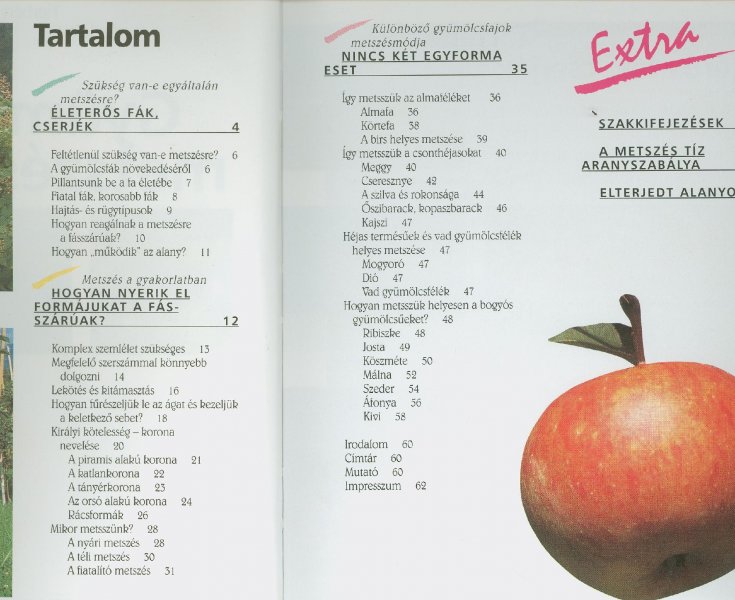 Tartalom
Szükség van-e egyáltalán
metszésre?
ÉLETERŐS FÁK,
CSERJÉK 4
Feltétlenül szükség van-e metszésre? 6
A gyümölcsfák növekedéséről 6
Pillantsunk be a fa életébe 7
Fiatal fák, korosabb fák 8
Hajtás- és rügytípusok 9
Hogyan reagálnak a metszésre
a fásszárúak? 10
Hogyan „működik" az alany? 11
Metszés a gyakorlatban
HOGYAN NYERIK EL
FORMÁJUKAT A FÁS-
SZÁRÚAK? 12
Komplex szemlélet szükséges 13
Megfelelő szerszámmal könnyebb
dolgozni 14
Lekötés és kitámasztás 16
Hogyan fűrészeljük le az ágat és kezeljük
a keletkező sebet? 18
Királyi kötelesség – korona
nevelése 20
A piramis alakú korona 21
A katlankorona 22
A tányérkorona 23
Az orsó alakú korona 24
Rácsformák 26
Mikor metsszünk? 28
A nyári metszés 28
A téli metszés 30
A fiatalító metszés 31
Különböző gyümölcsfajok
metszésmódja
NINCS KÉT EGYFORMA
ESET 35
Így metsszük az almaféléket 36
Almafa 36
Körtefa 38
A birs helyes metszése 39
Így metsszük a csonthéjasokat 40
Meggy 40
Cseresznye 42
A szilva és rokonsága 44
Őszibarack, kopaszbarack 46
Kajszi 47
Héjas termésűek és vad gyümölcsfélék
helyes metszése 47
Mogyoró 47
Dió 47
Vad gyümölcsfélék 47
Hogyan metsszük helyesen a bogyós
gyümölcsűeket? 48
Ribiszke 48
Josta 49
Köszméte 50
Málna 52
Szeder 54
Áfonya 56
Kivi 58
Irodalom 60
Címtár 60
Mutató 60
Impresszum 62
Extra
SZAKKIFEJEZÉSEK
A METSZÉS TÍZ
ARANYSZABÁLYA
ELTERJEDT ALANYO